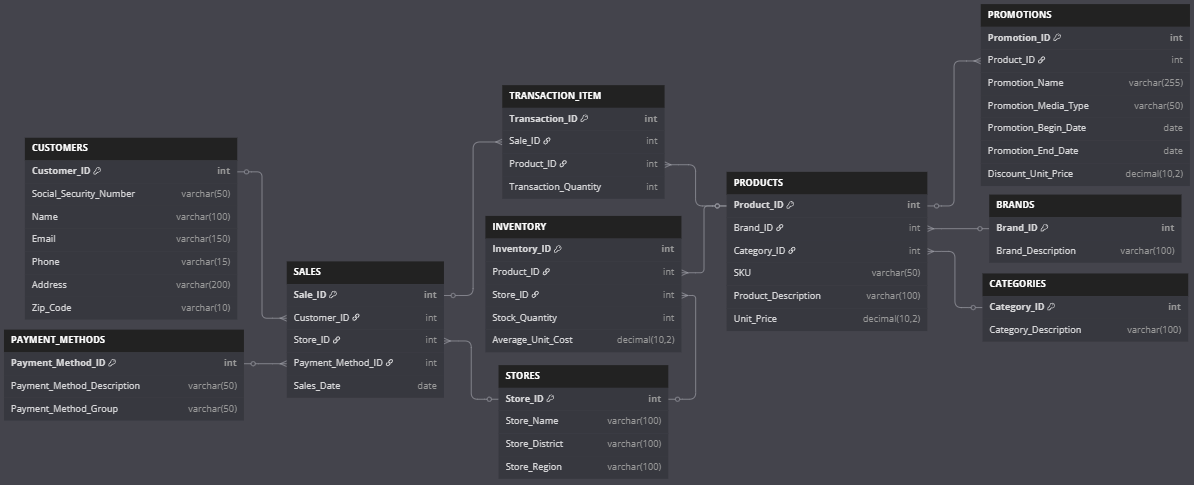 CUSTOMERS
Customer_ID int
Social_Security_Number varchar(50)
Name varchar(100)
Email varchar(150)
Phone varchar(15)
Address varchar(200)
Zip_Code varchar(10)
PAYMENT_METHODS
Payment_Method_ID int
Payment_Method_Description varchar(50)
Payment_Method_Group varchar(50)
SALES
Sale_ID int
Customer_ID int
Store_ID int
Payment_Method_ID int
Sales_Date date
TRANSACTION_ITEM
Transaction_ID int
Sale_ID int
Product_ID int
Transaction_Quantity int
INVENTORY
Inventory_ID int
Product_ID int
Store_ID int
Stock_Quantity int
Average_Unit_Cost decimal(10,2)
STORES
Store_ID int
Store_Name varchar(100)
Store_District varchar(100)
Store_Region varchar(100)
PRODUCTS
Product_ID int
Brand_ID int
Category_ID int
SKU varchar(50)
Product_Description varchar(100)
Unit_Price decimal(10,2)
PROMOTIONS
Promotion_ID int
Product_ID int
Promotion_Name varchar(255)
Promotion_Media_Type varchar(50)
Promotion_Begin_Date date
Promotion_End_Date date
Discount_Unit_Price decimal(10,2)
BRANDS
Brand_ID int
Brand_Description varchar(100)
CATEGORIES
Category_ID int
Category_Description varchar(100)